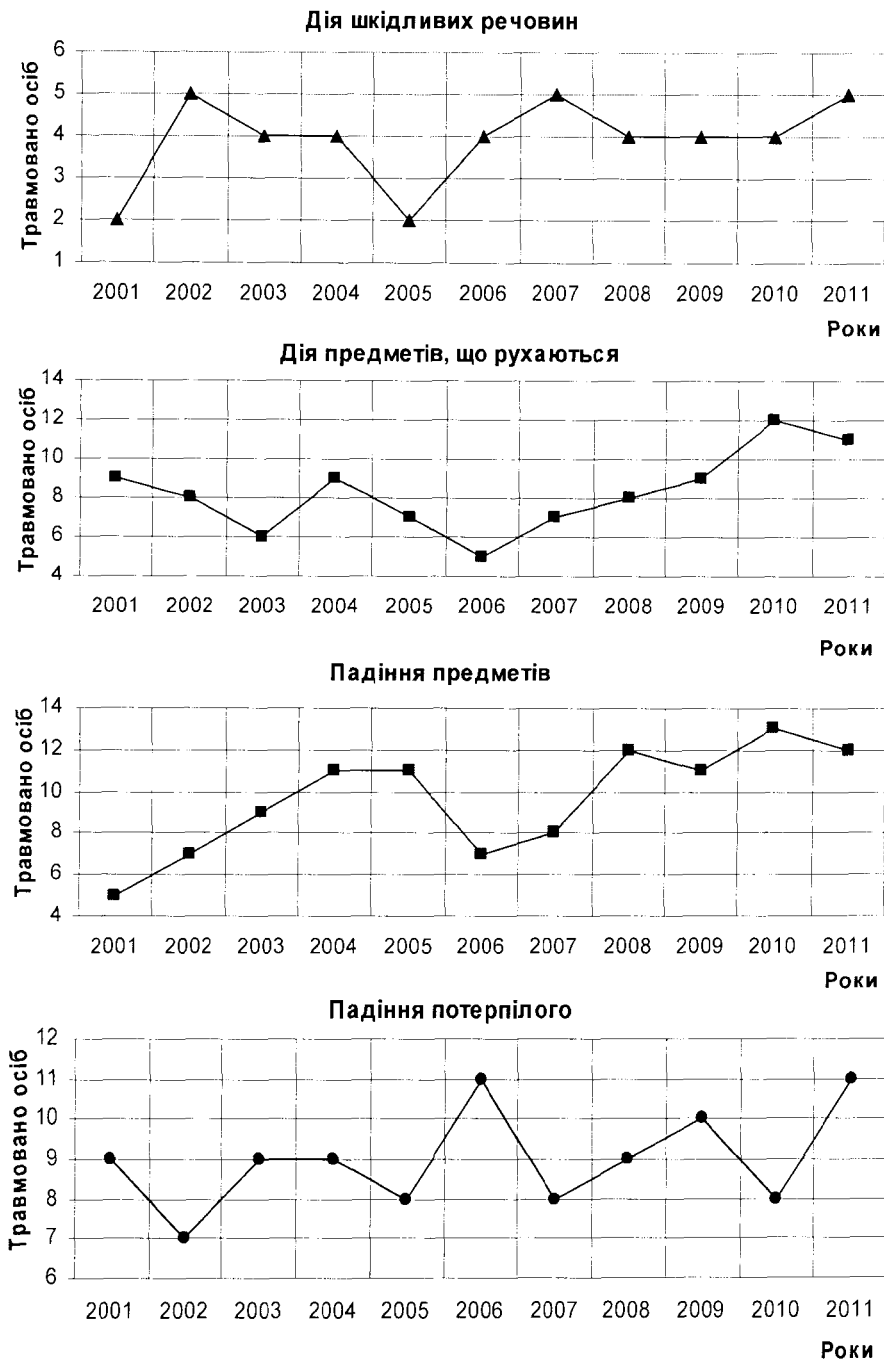 Дія шкідливих речовин
Травмовано осіб
6
5
4
3
2
1
2001 2002 2003 2004 2005 2006 2007 2008 2009 2010 2011
Роки
Дія предметів, що рухаються
Травмовано осіб
14
12
10
8
6
4
2001 2002 2003 2004 2005 2006 2007 2008 2009 2010 2011
Роки
Падіння предметів
Травмовано осіб
14
12
10
8
6
4
2001 2002 2003 2004 2005 2006 2007 2008 2009 2010 2011
Роки
Падіння потерпілого
Травмовано осіб
12
11
10
9
8
7
6
2001 2002 2003 2004 2005 2006 2007 2008 2009 2010 2011
Роки